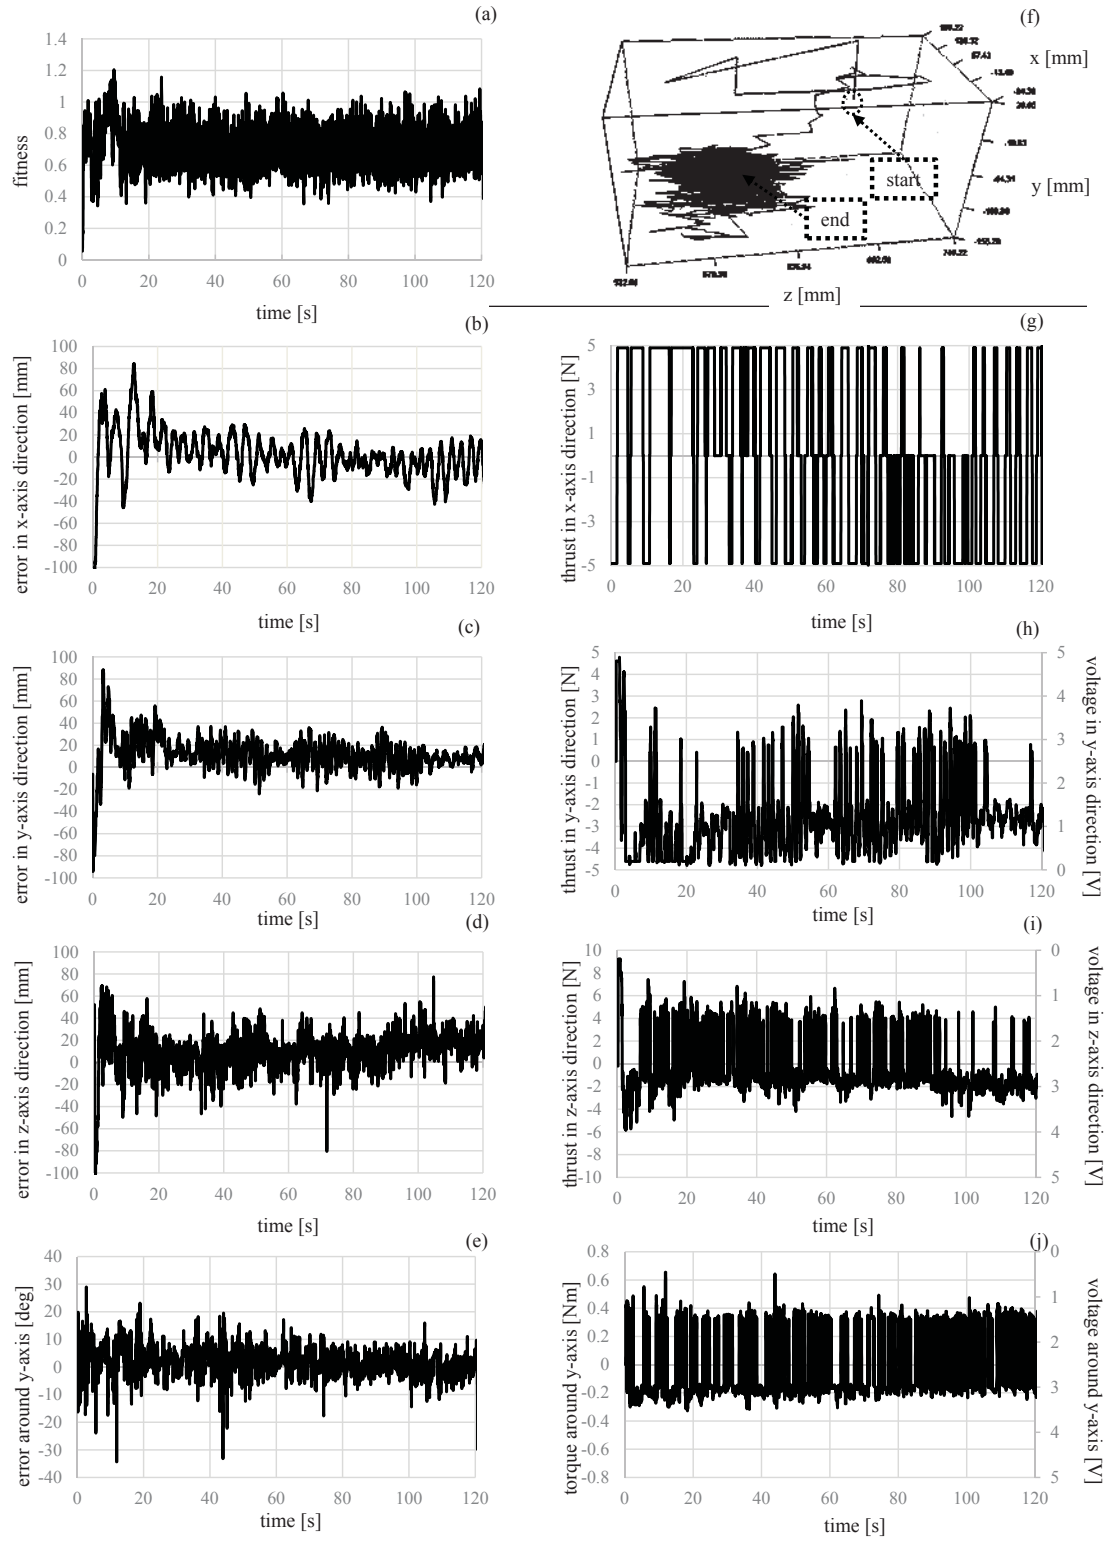 (a)
1.4
1.2
1
0.8
0.6
0.4
0.2
0
fitness
0 20 40 60 80 100 120
time [s]
(f)
x [mm]
y [mm]
z [mm]
start
end
(b)
100
80
60
40
20
0
-20
-40
-60
-80
-100
error in x-axis direction [mm]
0 20 40 60 80 100 120
time [s]
(g)
5
3
1
-1
-3
-5
thrust in x-axis direction [N]
0 20 40 60 80 100 120
time [s]
(c)
100
80
60
40
20
0
-20
-40
-60
-80
-100
error in y-axis direction [mm]
0 20 40 60 80 100 120
time [s]
(h)
5
4
3
2
1
0
-1
-2
-3
-4
-5
thrust in y-axis direction [N]
5
4
3
2
1
0
voltage in y-axis direction [V]
0 20 40 60 80 100 120
time [s]
(d)
100
80
60
40
20
0
-20
-40
-60
-80
-100
error in z-axis direction [mm]
0 20 40 60 80 100 120
time [s]
(i)
10
8
6
4
2
0
-2
-4
-6
-8
-10
thrust in z-axis direction [N]
0
1
2
3
4
5
voltage in z-axis direction [V]
0 20 40 60 80 100 120
time [s]
(e)
40
30
20
10
0
-10
-20
-30
-40
error around y-axis [deg]
0 20 40 60 80 100 120
time [s]
(j)
0.8
0.6
0.4
0.2
0
-0.2
-0.4
-0.6
-0.8
torque around y-axis [Nm]
0
1
2
3
4
5
voltage around y-axis [V]
0 20 40 60 80 100 120
time [s]